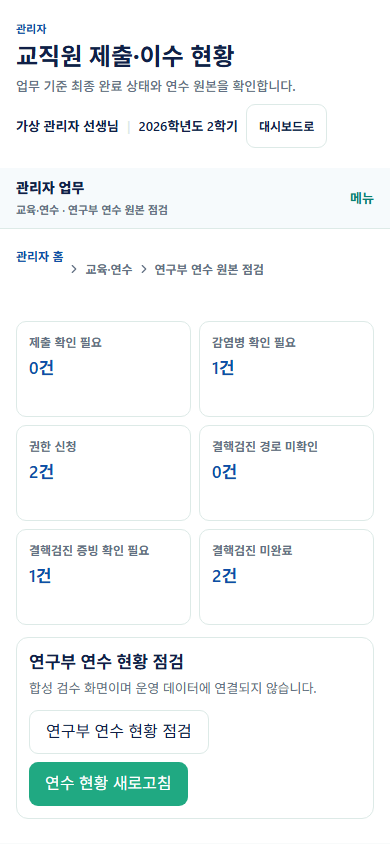 관리자
교직원 제출·이수 현황
업무 기준 최종 완료 상태와 연수 원본을 확인합니다.
가상 관리자 선생님 | 2026학년도 2학기 대시보드로
관리자 업무
교육·연수 · 연구부 연수 원본 점검
메뉴
관리자 홈 > 교육·연수 > 연구부 연수 원본 점검
제출 확인 필요
0건
감염병 확인 필요
1건
권한 신청
2건
결핵검진 경로 미확인
0건
결핵검진 증빙 확인 필요
1건
결핵검진 미완료
2건
연구부 연수 현황 점검
합성 검수 화면이며 운영 데이터에 연결되지 않습니다.
연구부 연수 현황 점검
연수 현황 새로고침